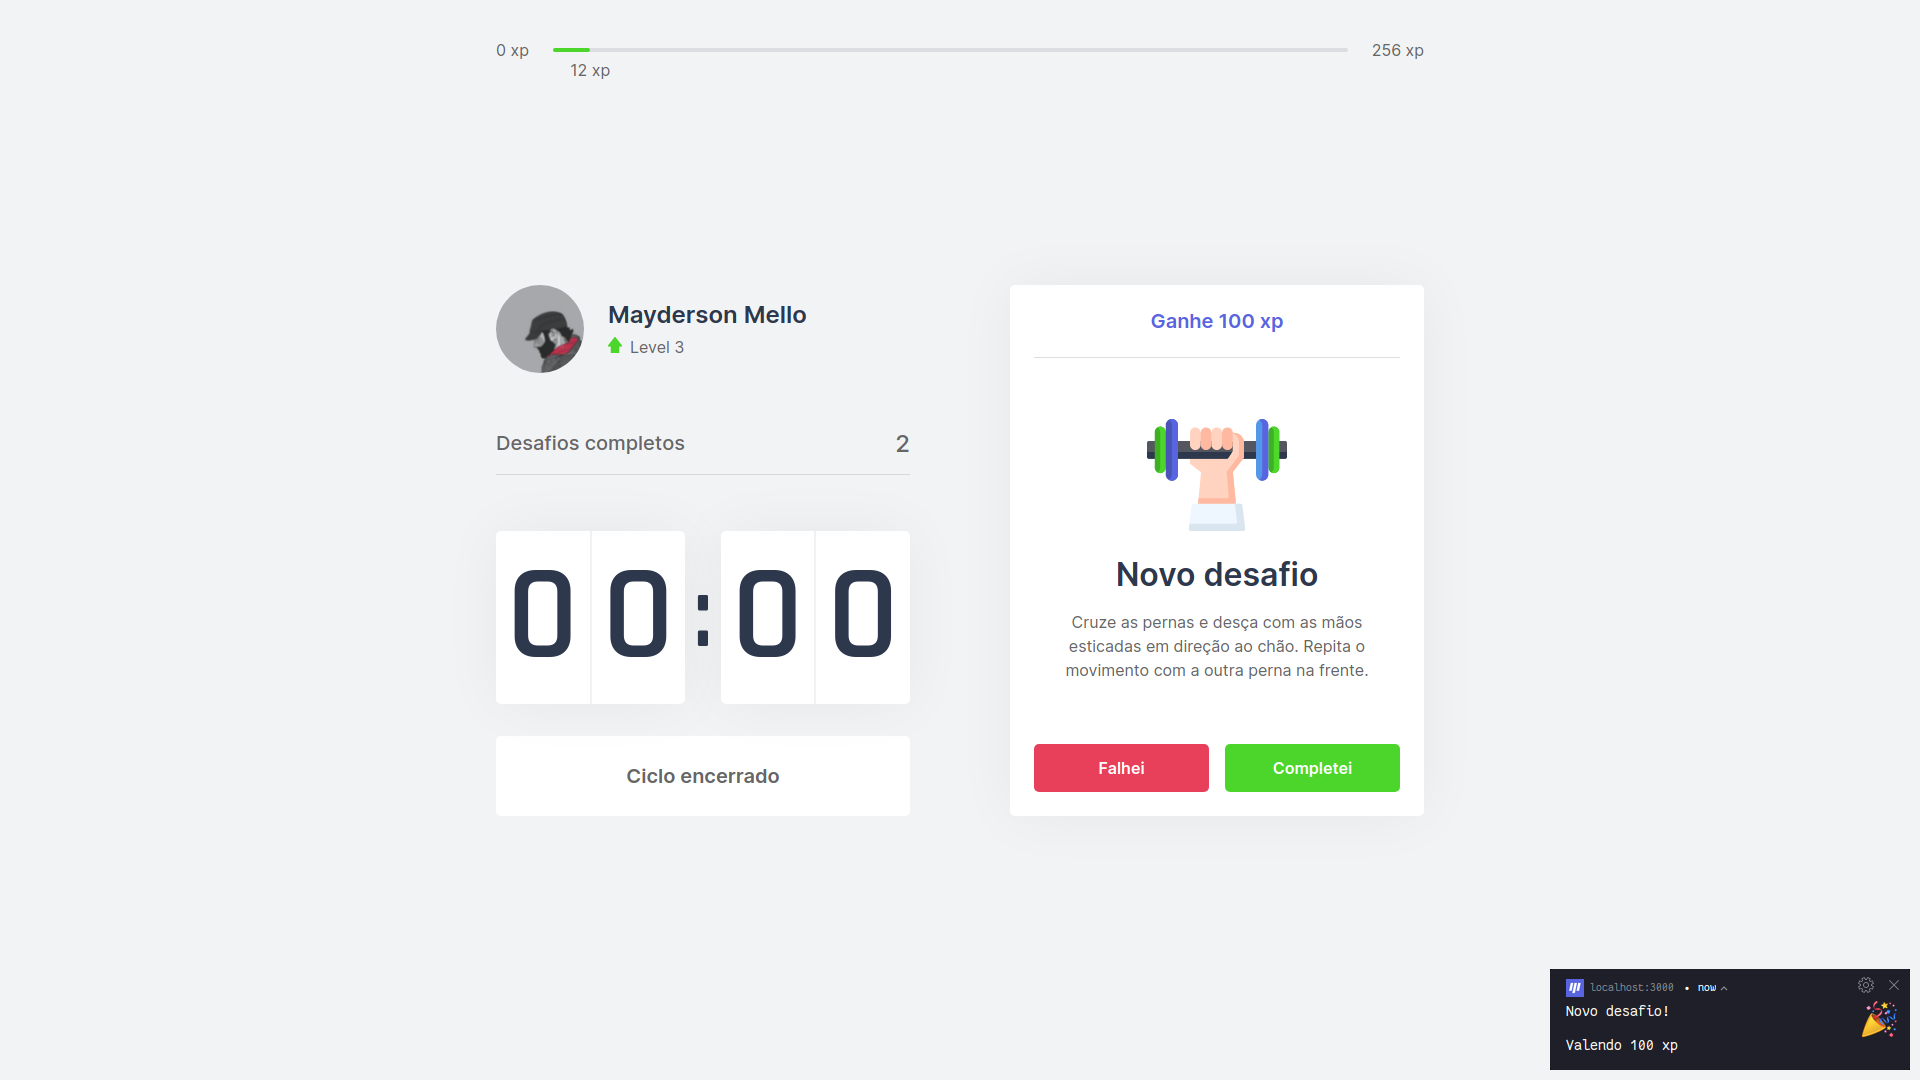 0 xp
256 xp
12 xp
Mayderson Mello
Level 3
Desafios completos
2
00:00
Ciclo encerrado
Ganhe 100 xp
Novo desafio
Cruze as pernas e desça com as mãos
esticadas em direção ao chão. Repita o
movimento com a outra perna na frente.
Falhei
Completei
localhost:3000 • now
Novo desafio!
Valendo 100 xp